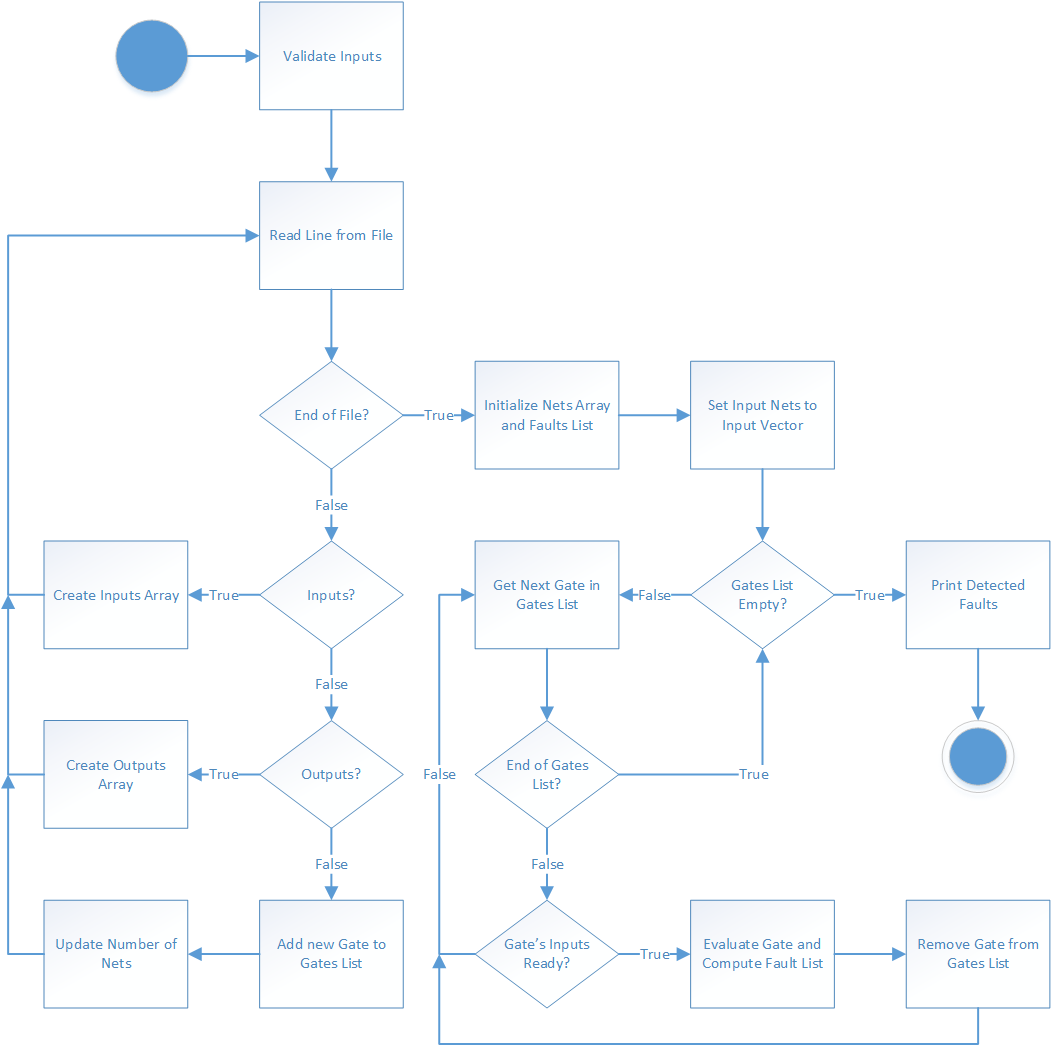 Validate Inputs
Read Line from File
End of File?
True
Initialize Nets Array
and Faults List
Set Input Nets to
Input Vector
False
Create Inputs Array
True
Inputs?
Get Next Gate in
Gates List
False
Gates List
Empty?
True
Print Detected
Faults
False
Create Outputs
Array
True
Outputs?
False
End of Gates
List?
True
False
False
Update Number of
Nets
Add new Gate to
Gates List
Gate's Inputs
Ready?
True
Evaluate Gate and
Compute Fault List
Remove Gate from
Gates List